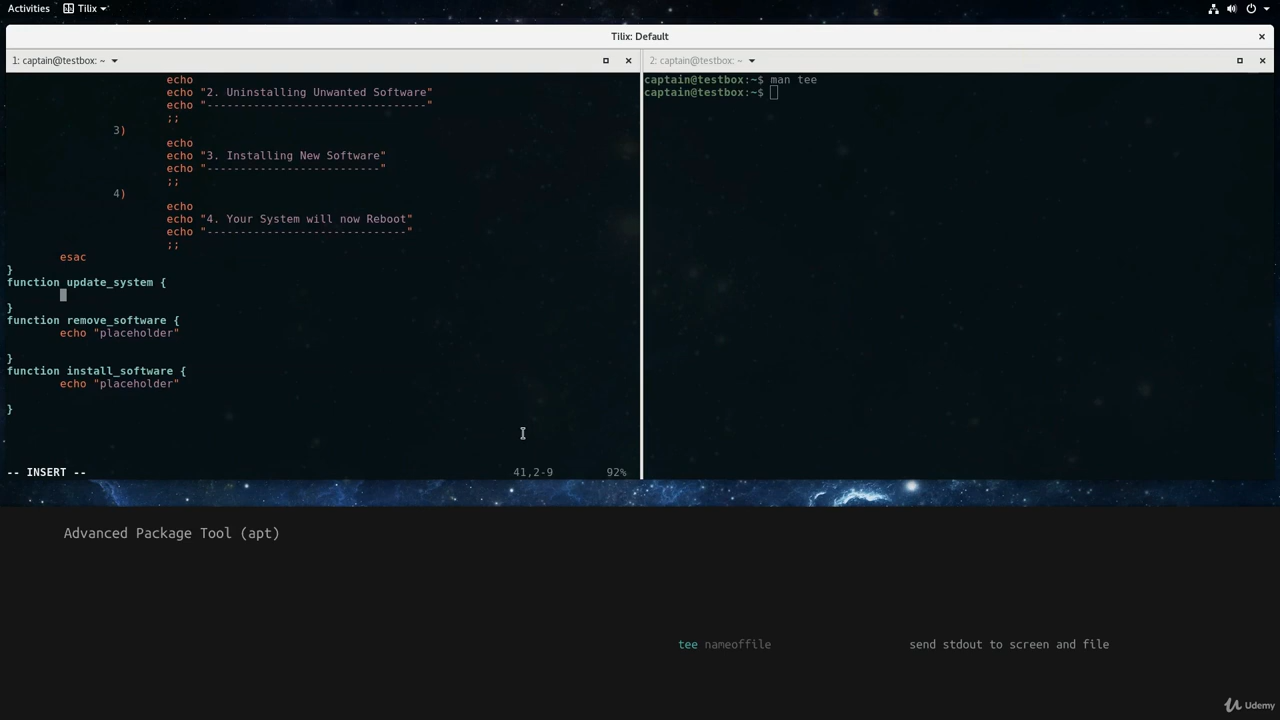 Activities
Tilix
Tilix: Default
1: captain@testbox: ~
2: captain@testbox: ~
echo
echo "2. Uninstalling Unwanted Software"
echo "---------------------------------"
;;
3)
echo
echo "3. Installing New Software"
echo "--------------------------"
;;
4)
echo
echo "4. Your System will now Reboot"
echo "------------------------------"
;;
esac
}
function update_system {
}
function remove_software {
echo "placeholder"
}
function install_software {
echo "placeholder"
}
-- INSERT --
41,2-9
92%
captain@testbox:~$ man tee
captain@testbox:~$
Advanced Package Tool (apt)
tee nameoffile
send stdout to screen and file
Udemy